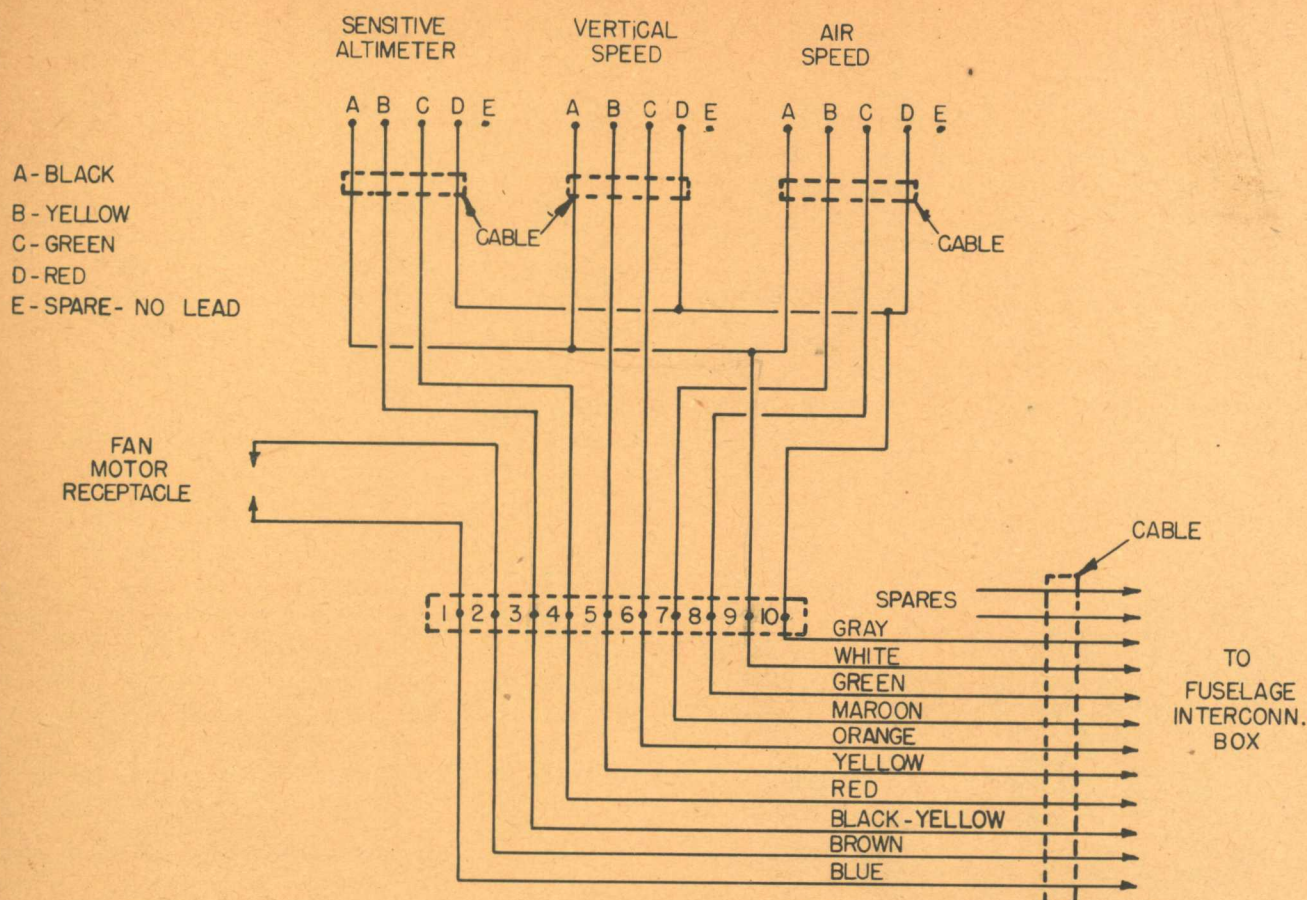 SENSITIVE
ALTIMETER
VERTICAL
SPEED
AIR
SPEED
A B C D E
A B C D E
A B C D E
A-BLACK
B-YELLOW
C-GREEN
D-RED
E-SPARE-NO LEAD
CABLE
CABLE
FAN
MOTOR
RECEPTACLE
CABLE
1 2 3 4 5 6 7 8 9 10
SPARES
GRAY
WHITE
GREEN
MAROON
ORANGE
YELLOW
RED
BLACK-YELLOW
BROWN
BLUE
TO
FUSELAGE
INTERCONN.
BOX